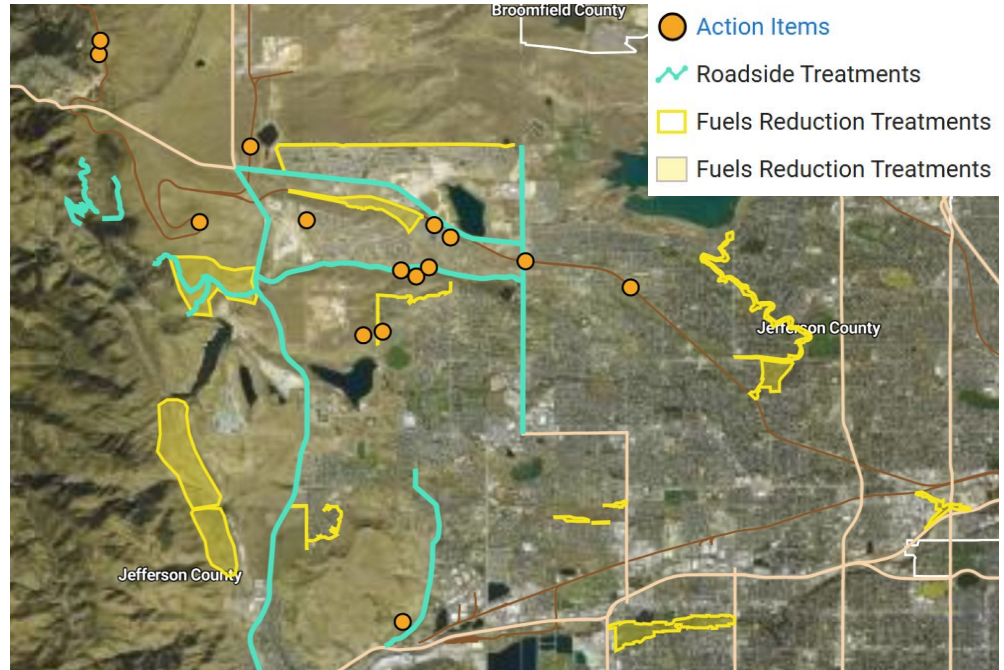 Broomfield County
Action Items
Roadside Treatments
Fuels Reduction Treatments
Fuels Reduction Treatments
Jefferson County
Jefferson County